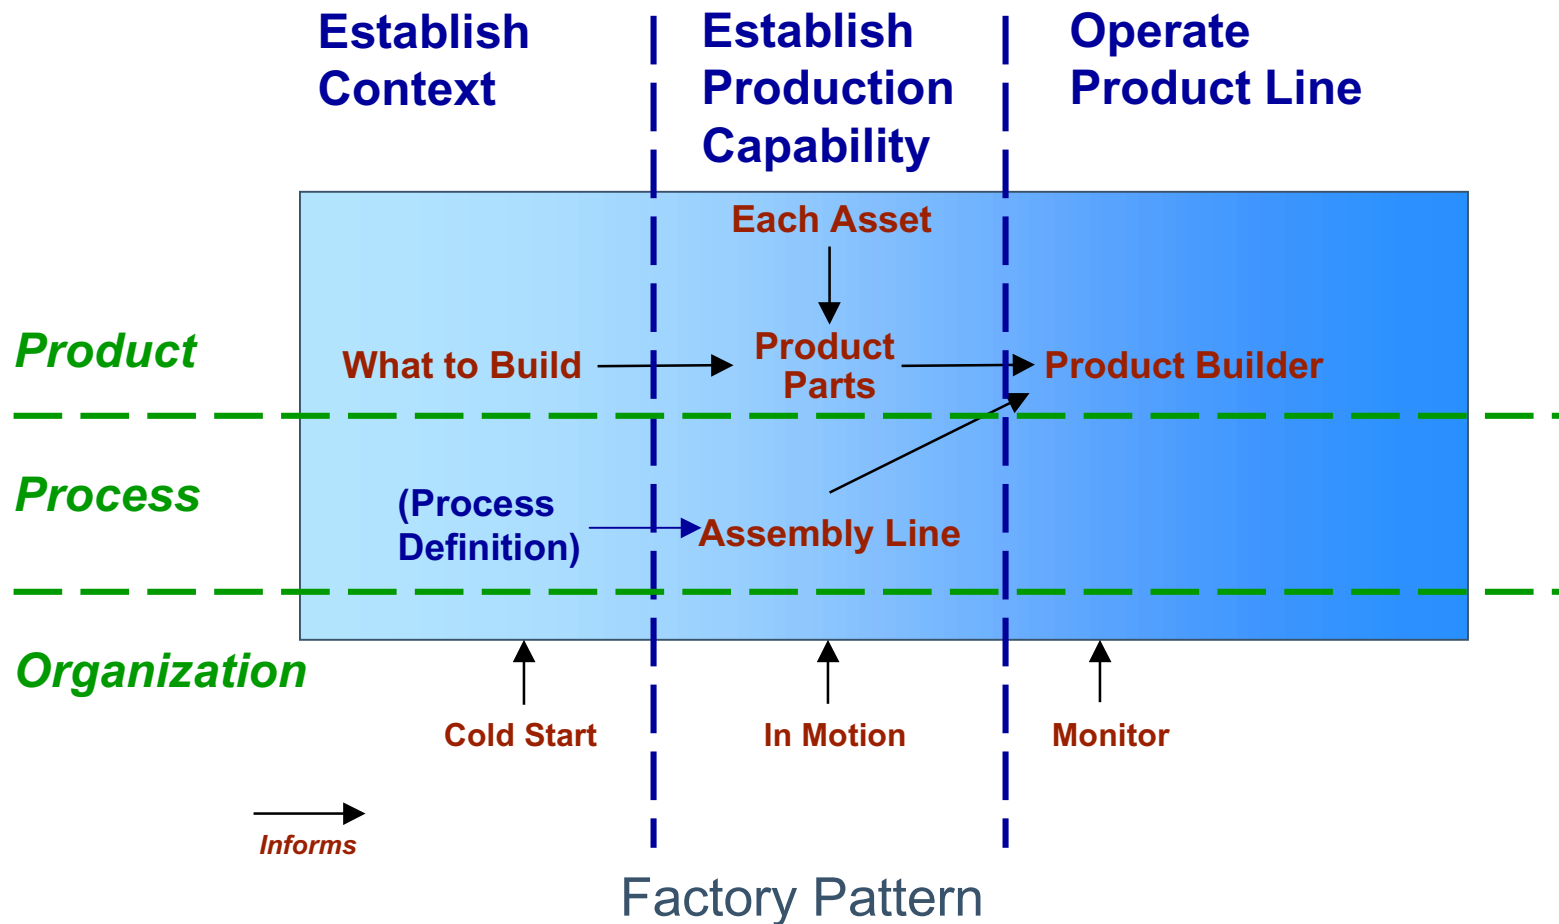 Establish
Context
Establish
Production
Capability
Operate
Product Line
Each Asset
Product
What to Build
Product
Parts
Product Builder
Process
(Process
Definition)
Assembly Line
Organization
Cold Start
In Motion
Monitor
Informs
Factory Pattern